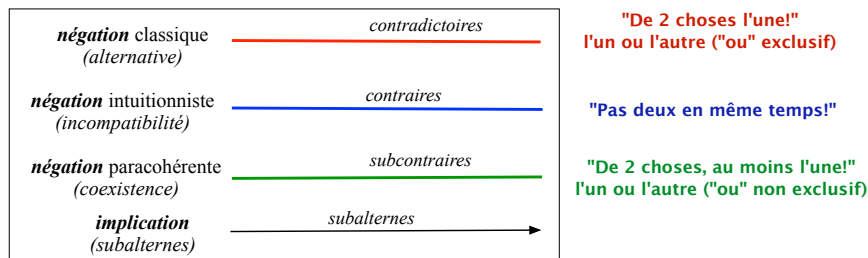 négation classique
(alternative)
contradictoires
"De 2 choses l'une!"
l'un ou l'autre ("ou" exclusif)
négation intuitionniste
(incompatibilité)
contraires
"Pas deux en même temps!"
négation paracohérente
(coexistence)
subcontraires
"De 2 choses, au moins l'une!"
l'un ou l'autre ("ou" non exclusif)
implication
(subalternes)
subalternes